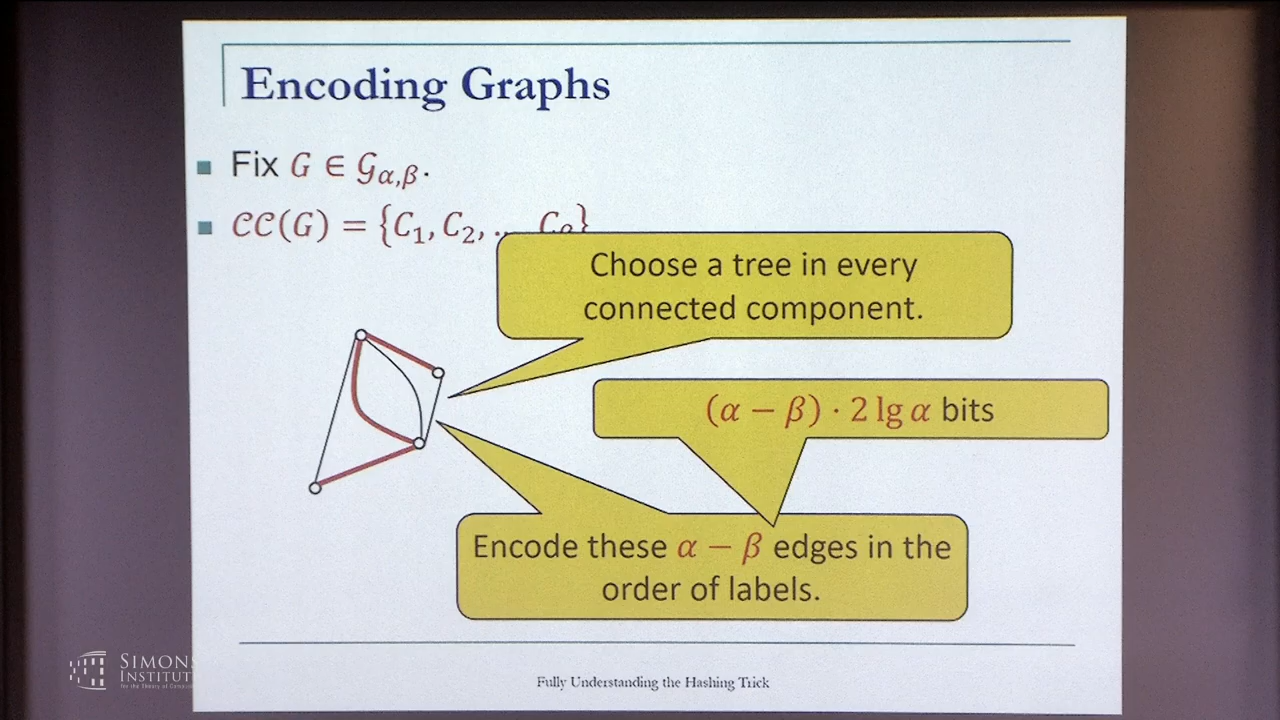 Encoding Graphs
Fix G ∈ 𝒢α,β.
𝒞𝒞(G) = {C₁, C₂, ..
Choose a tree in every
connected component.
(α − β) · 2 lg α bits
Encode these α − β edges in the
order of labels.
Fully Understanding the Hashing Trick
SIMONS
INSTITUTE